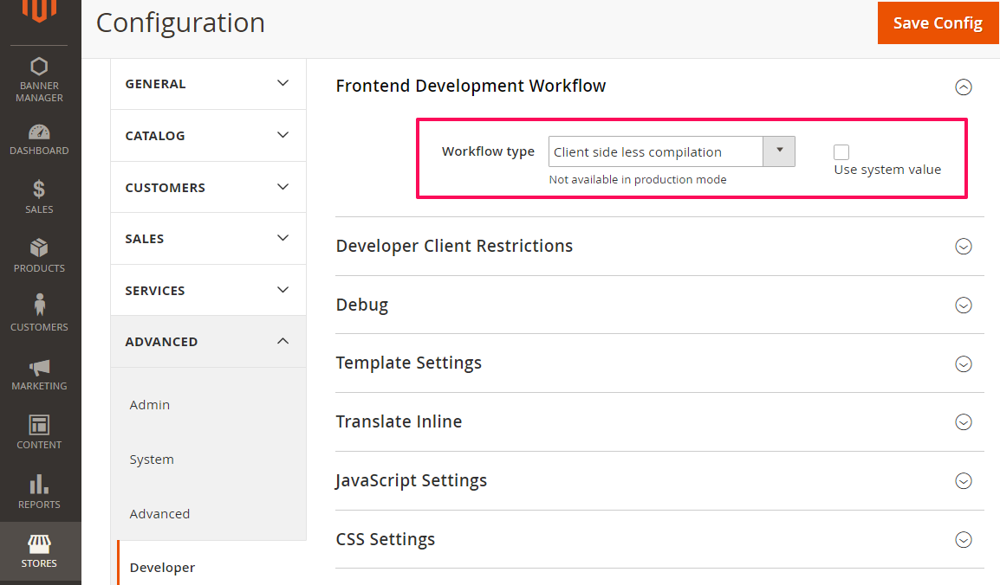 Configuration
Save Config
BANNER
MANAGER
DASHBOARD
SALES
PRODUCTS
CUSTOMERS
MARKETING
CONTENT
REPORTS
STORES
GENERAL
CATALOG
CUSTOMERS
SALES
SERVICES
ADVANCED
Admin
System
Advanced
Developer
Frontend Development Workflow
Workflow type
Client side less compilation
Not available in production mode
Use system value
Developer Client Restrictions
Debug
Template Settings
Translate Inline
JavaScript Settings
CSS Settings